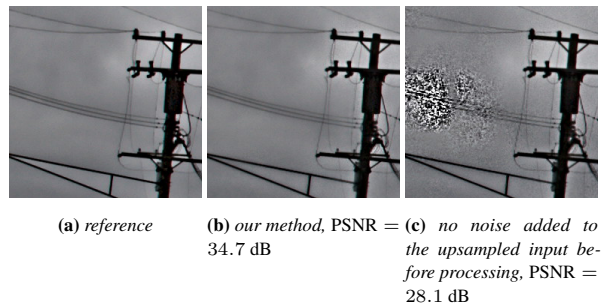 (a) reference
(b) our method, PSNR =
34.7 dB
(c) no noise added to
the upsampled input be-
fore processing, PSNR =
28.1 dB